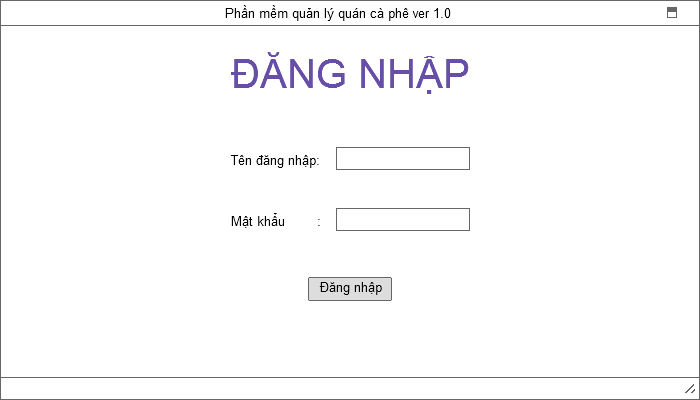 Phần mềm quản lý quán cà phê ver 1.0
ĐĂNG NHẬP
Tên đăng nhập:
Mật khẩu :
Đăng nhập